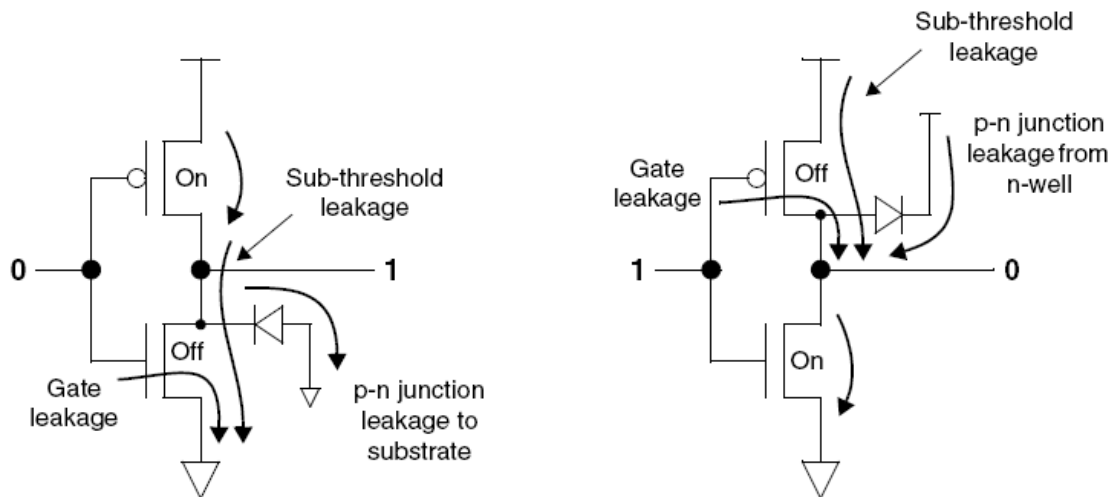 Sub-threshold
leakage
On
0
1
Off
Gate
leakage
p-n junction
leakage to
substrate
Sub-threshold
leakage
p-n junction
leakage from
n-well
Gate
leakage
Off
1
0
On